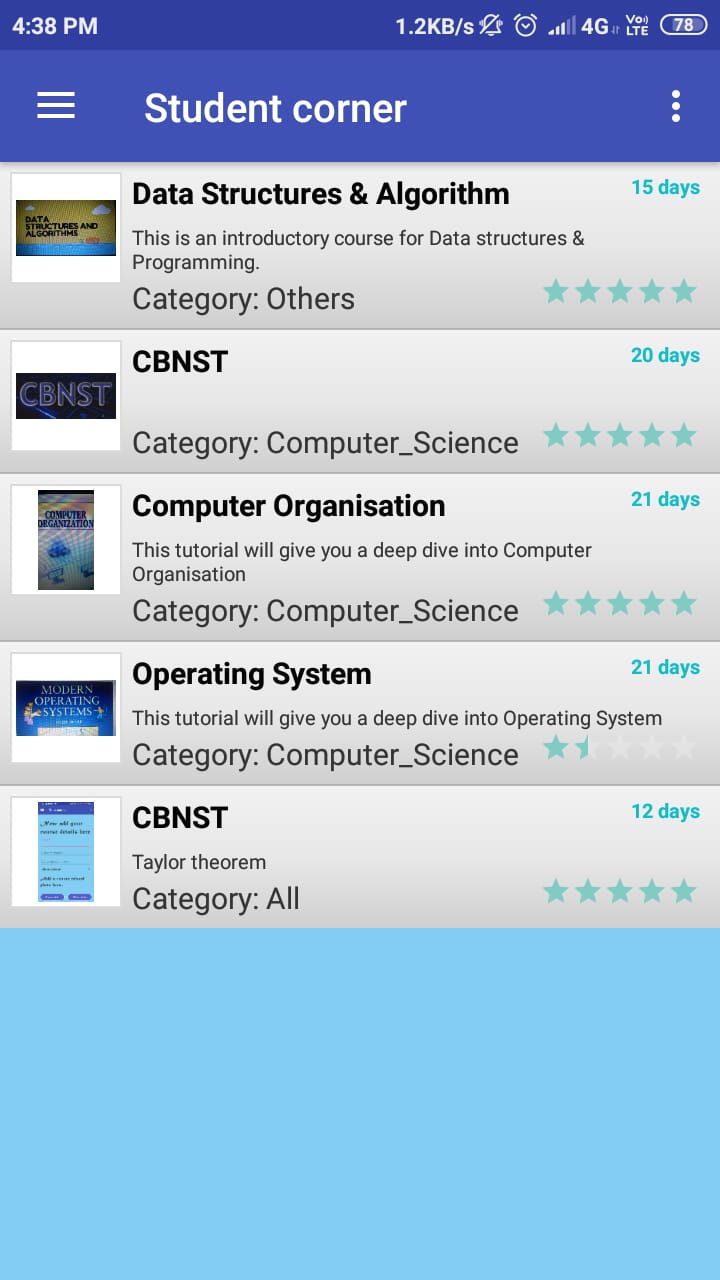 4:38 PM 1.2KB/s 4G VoLTE 78
Student corner
DATA
STRUCTURES AND
ALGORITHMS
Data Structures & Algorithm
15 days
This is an introductory course for Data structures &
Programming.
Category: Others
CBNST
CBNST
20 days
Category: Computer_Science
COMPUTER
ORGANIZATION
Computer Organisation
21 days
This tutorial will give you a deep dive into Computer
Organisation
Category: Computer_Science
MODERN
OPERATING
SYSTEMS
Operating System
21 days
This tutorial will give you a deep dive into Operating System
Category: Computer_Science
Now add your
course details here
CBNST
12 days
Taylor theorem
Category: All